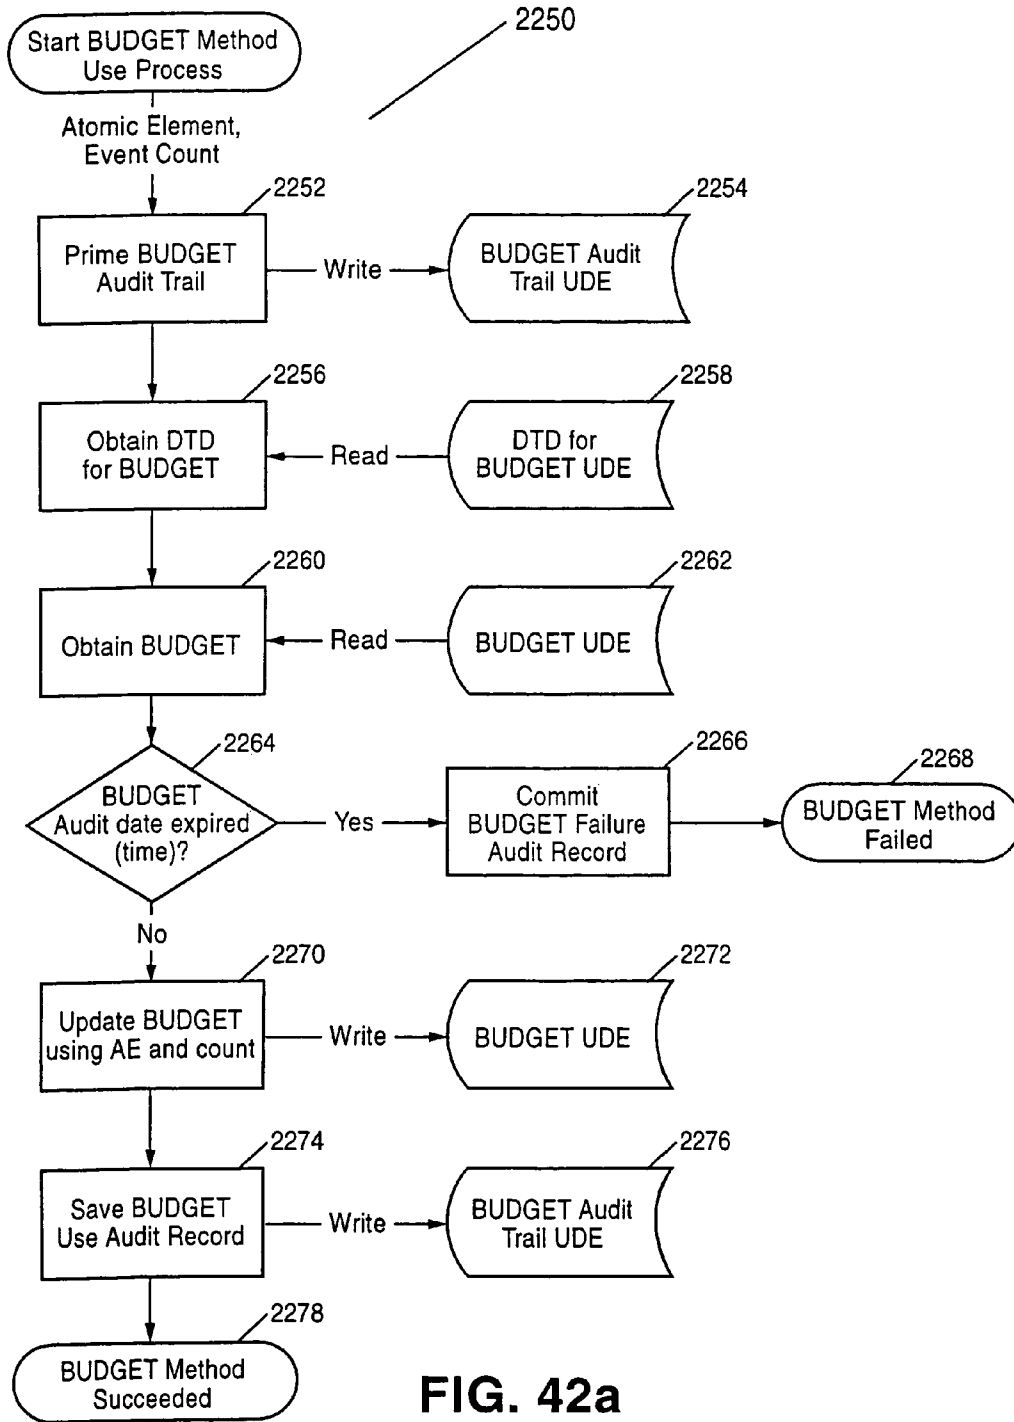 Start BUDGET Method
Use Process
2250
Atomic Element,
Event Count
2252
2254
Prime BUDGET
Audit Trail
Write
BUDGET Audit
Trail UDE
2256
2258
Obtain DTD
for BUDGET
Read
DTD for
BUDGET UDE
2260
2262
Obtain BUDGET
Read
BUDGET UDE
2264
2266
2268
BUDGET
Audit date expired
(time)?
Yes
Commit
BUDGET Failure
Audit Record
BUDGET Method
Failed
No
2270
2272
Update BUDGET
using AE and count
Write
BUDGET UDE
2274
2276
Save BUDGET
Use Audit Record
Write
BUDGET Audit
Trail UDE
2278
BUDGET Method
Succeeded
FIG. 42a